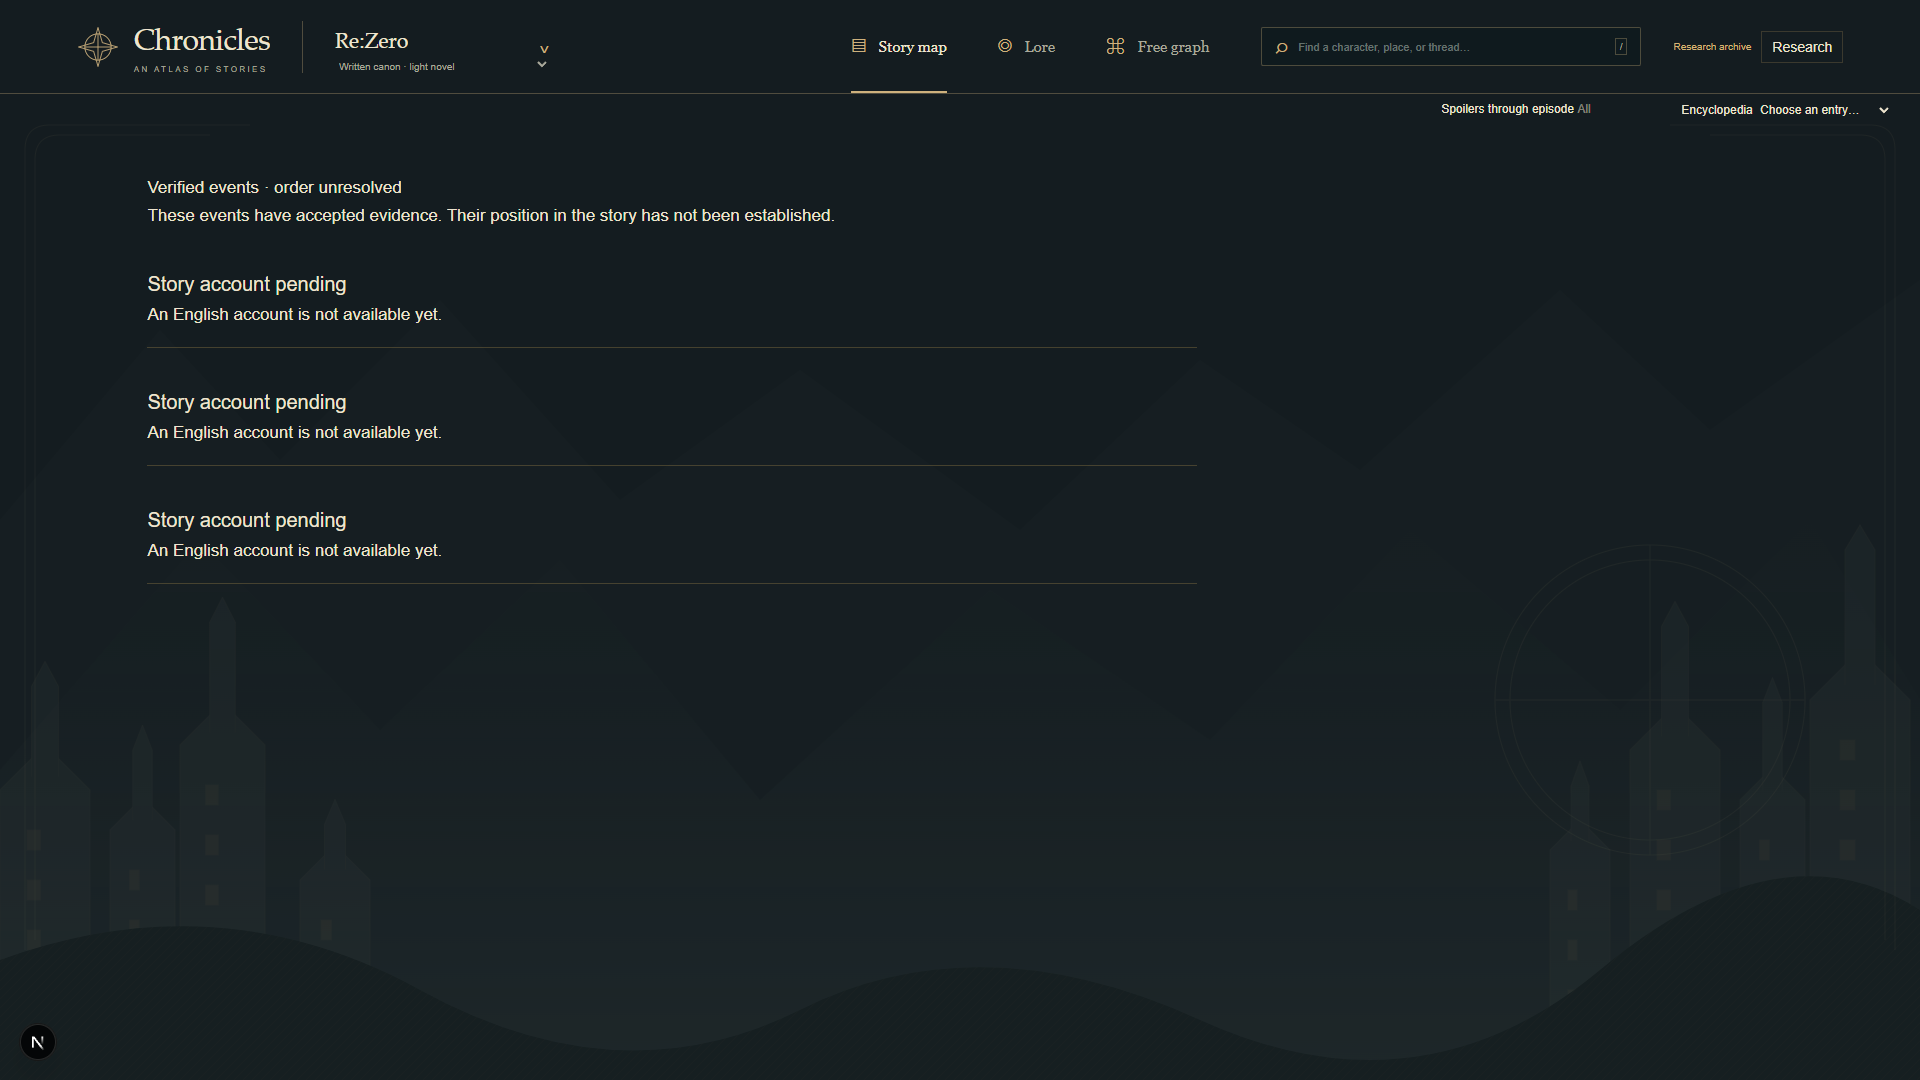 Chronicles
AN ATLAS OF STORIES
Re:Zero
Written canon · light novel
Story map
Lore
Free graph
Find a character, place, or thread...
/
Research archive
Research
Spoilers through episode All
Encyclopedia Choose an entry...
Verified events · order unresolved
These events have accepted evidence. Their position in the story has not been established.
Story account pending
An English account is not available yet.
Story account pending
An English account is not available yet.
Story account pending
An English account is not available yet.
N